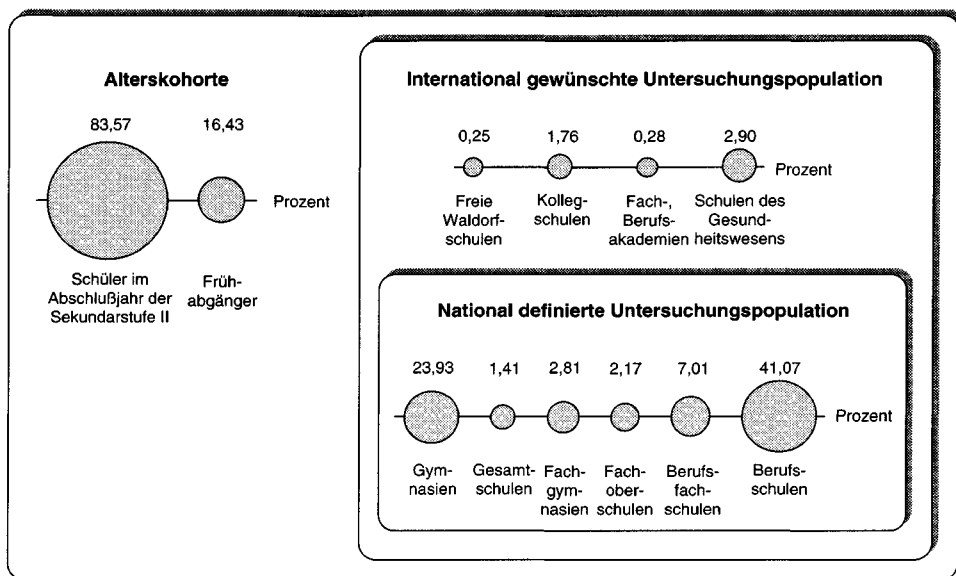 Alterskohorte
83,57 16,43
Prozent
Schüler im
Abschlußjahr der
Sekundarstufe II
Früh-
abgänger
International gewünschte Untersuchungspopulation
0,25 1,76 0,28 2,90
Prozent
Freie
Waldorf-
schulen
Kolleg-
schulen
Fach-,
Berufs-
akademien
Schulen des
Gesund-
heitswesens
National definierte Untersuchungspopulation
23,93 1,41 2,81 2,17 7,01 41,07
Prozent
Gym-
nasien
Gesamt-
schulen
Fach-
gym-
nasien
Fach-
ober-
schulen
Berufs-
fach-
schulen
Berufs-
schulen